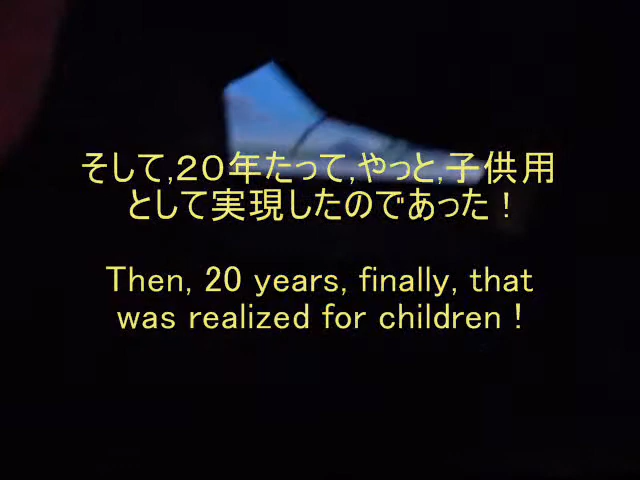 そして,２０年たって,やっと,子供用
として実現したのであった！
Then, 20 years, finally, that
was realized for children！